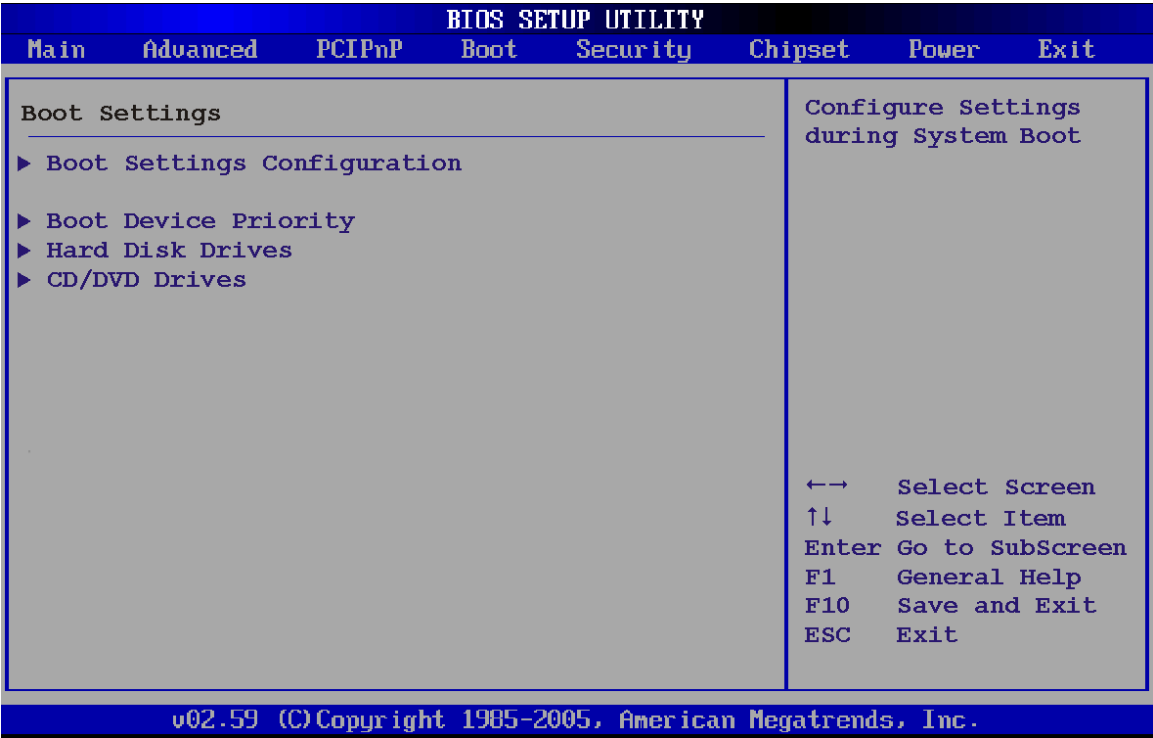 BIOS SETUP UTILITY
Main Advanced PCIPnP Boot Security Chipset Power Exit
Boot Settings
▶ Boot Settings Configuration
▶ Boot Device Priority
▶ Hard Disk Drives
▶ CD/DVD Drives
Configure Settings
during System Boot
←→ Select Screen
↑↓ Select Item
Enter Go to SubScreen
F1 General Help
F10 Save and Exit
ESC Exit
v02.59 (C)Copyright 1985-2005, American Megatrends, Inc.